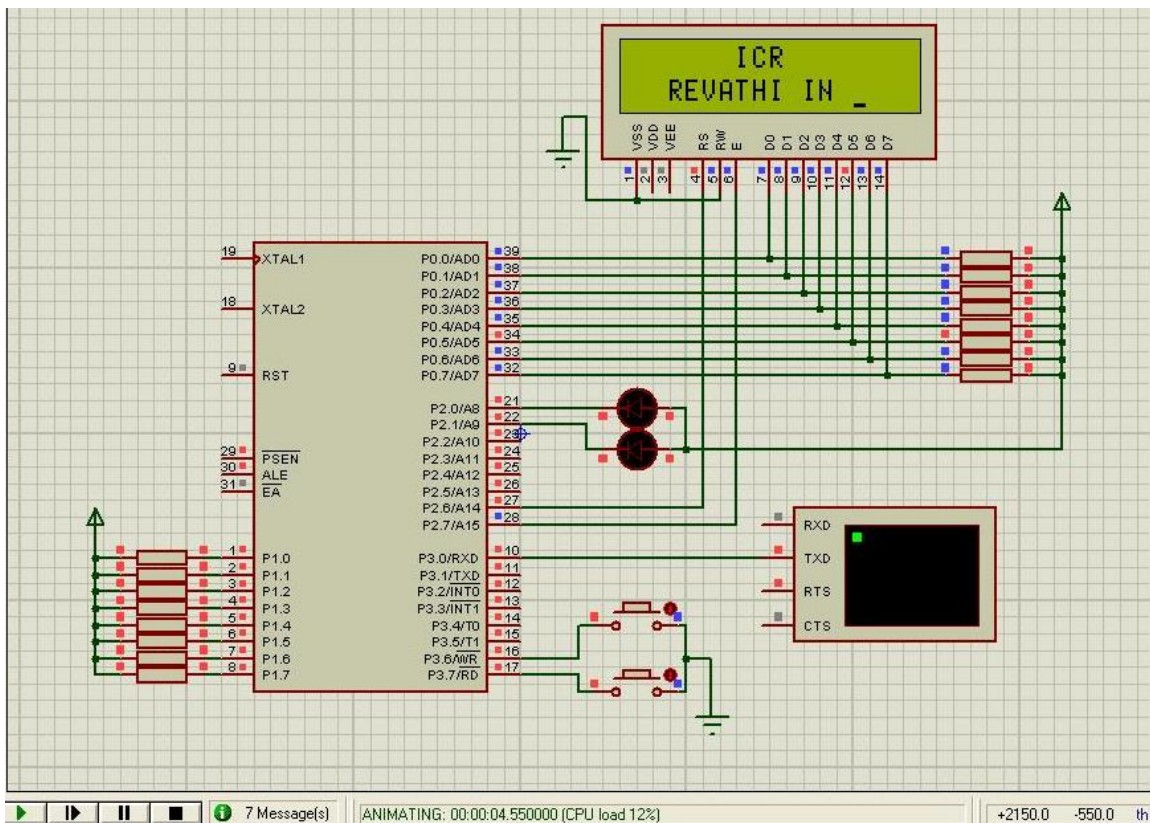 ICR
REVATHI IN _
VSS
VDD
VEE
RS
RW
E
D0
D1
D2
D3
D4
D5
D6
D7
1
2
3
4
5
6
7
8
9
10
11
12
13
14
19 XTAL1
18 XTAL2
9 RST
29 PSEN
30 ALE
31 EA
1 P1.0
2 P1.1
3 P1.2
4 P1.3
5 P1.4
6 P1.5
7 P1.6
8 P1.7
P0.0/AD0 39
P0.1/AD1 38
P0.2/AD2 37
P0.3/AD3 36
P0.4/AD4 35
P0.5/AD5 34
P0.6/AD6 33
P0.7/AD7 32
P2.0/A8 21
P2.1/A9 22
P2.2/A10 23
P2.3/A11 24
P2.4/A12 25
P2.5/A13 26
P2.6/A14 27
P2.7/A15 28
P3.0/RXD 10
P3.1/TXD 11
P3.2/INT0 12
P3.3/INT1 13
P3.4/T0 14
P3.5/T1 15
P3.6/WR 16
P3.7/RD 17
RXD
TXD
RTS
CTS
7 Message(s)
ANIMATING: 00:00:04.550000 (CPU load 12%)
+2150.0 -550.0 th